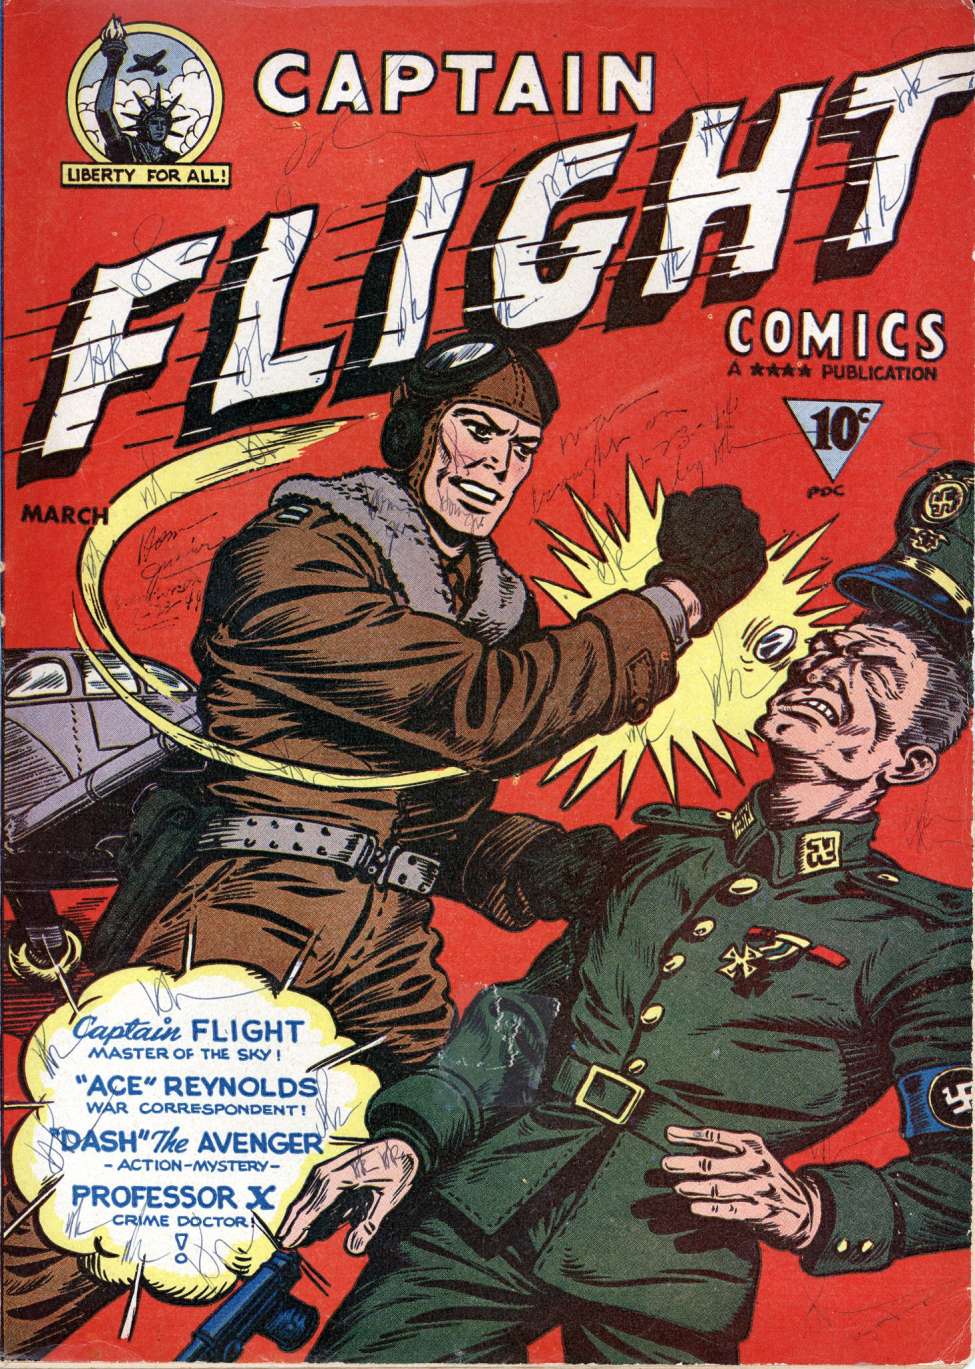 CAPTAIN
LIBERTY FOR ALL!
FLIGHT
COMICS
A ★★★★ PUBLICATION
10¢
PDC
MARCH
Captain FLIGHT
MASTER OF THE SKY!
"ACE" REYNOLDS
WAR CORRESPONDENT!
"DASH" The AVENGER
- ACTION-MYSTERY -
PROFESSOR X
CRIME DOCTOR!
!